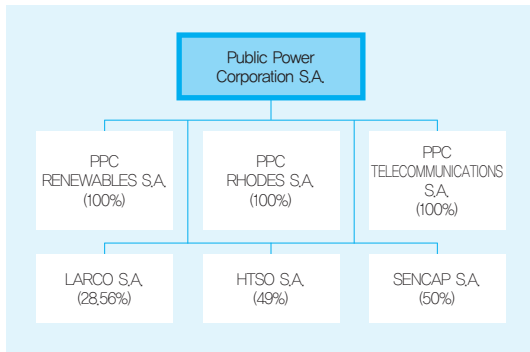 Public Power
Corporation S.A.
PPC
RENEWABLES S.A.
(100%)
PPC
RHODES S.A.
(100%)
PPC
TELECOMMUNICATIONS
S.A.
(100%)
LARCO S.A.
(28.56%)
HTSO S.A.
(49%)
SENCAP S.A.
(50%)